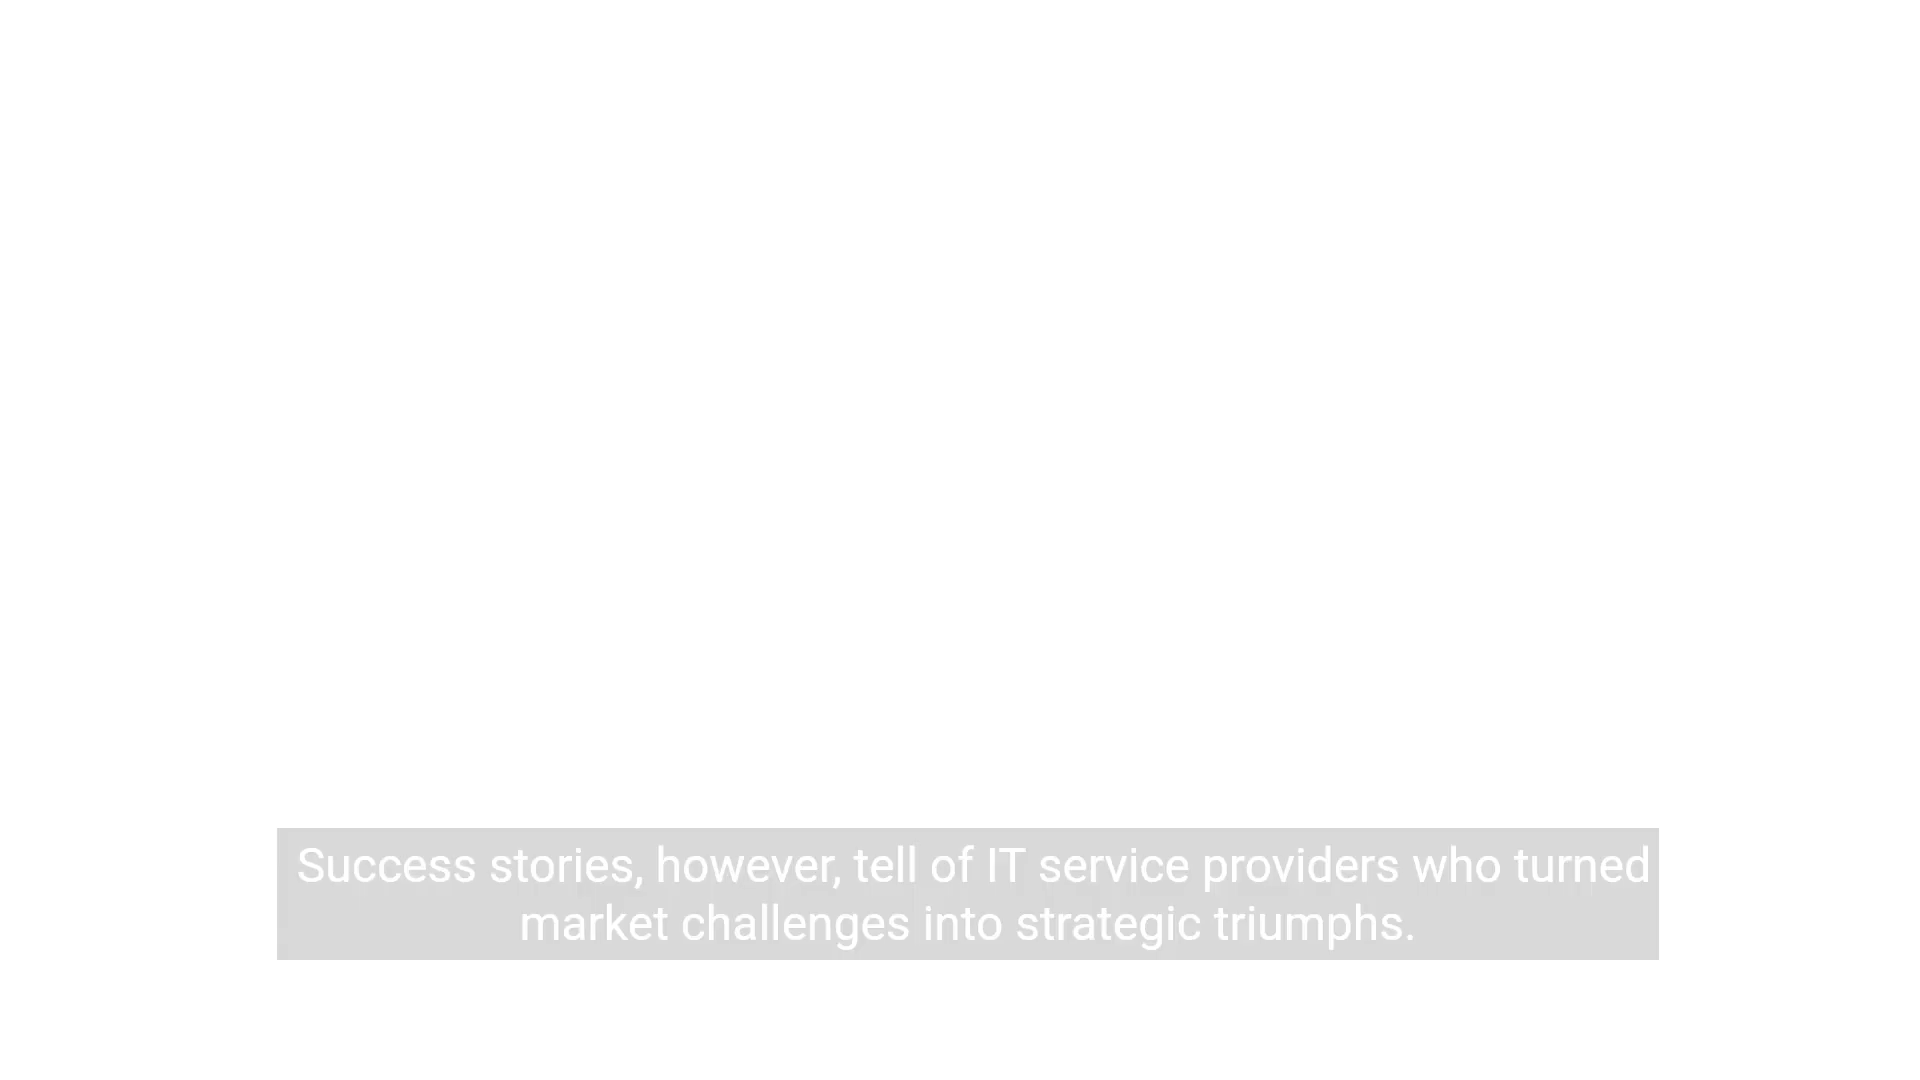 Success stories, however, tell of IT service providers who turned
market challenges into strategic triumphs.